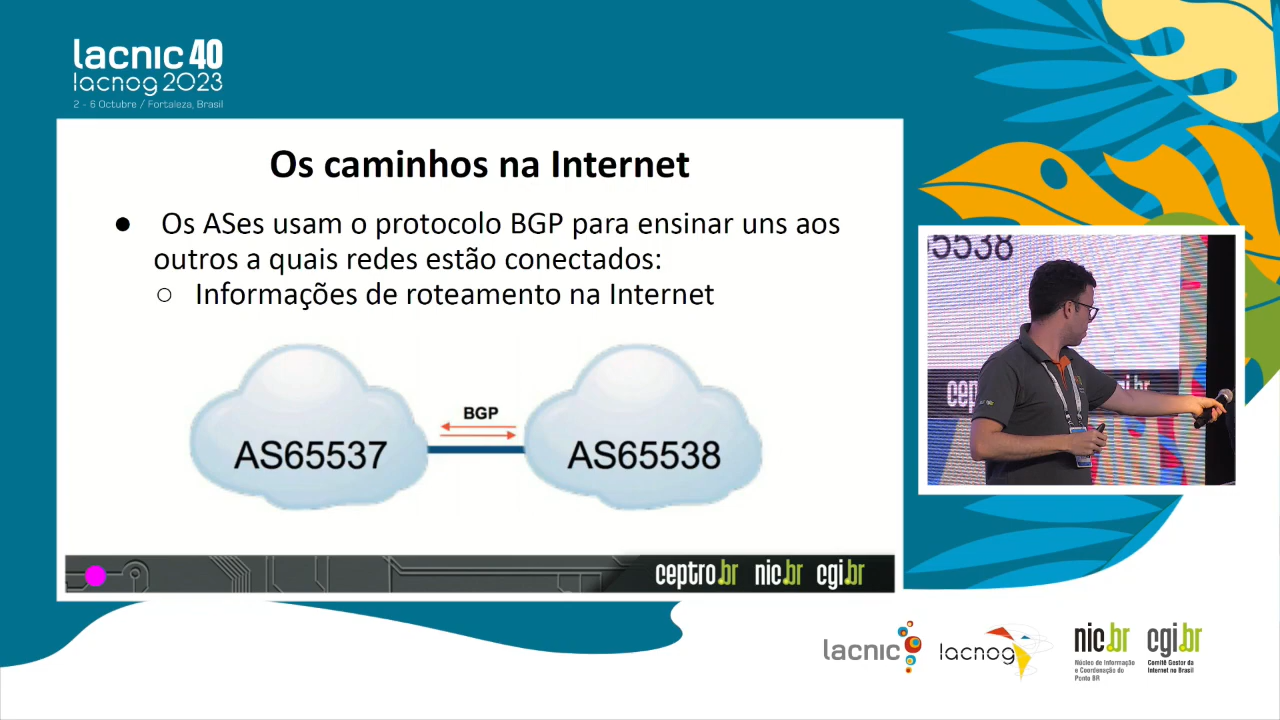 lacnic 40
lacnog 2023
2 - 6 Octubre / Fortaleza, Brasil
Os caminhos na Internet
● Os ASes usam o protocolo BGP para ensinar uns aos
outros a quais redes estão conectados:
○ Informações de roteamento na Internet
BGP
AS65537
AS65538
ceptro.br nic.br cgi.br
5538
cep
gi.br
lacnic
lacnog
nic.br
Núcleo de Informação
e Coordenação do
Ponto BR
cgi.br
Comitê Gestor da
Internet no Brasil